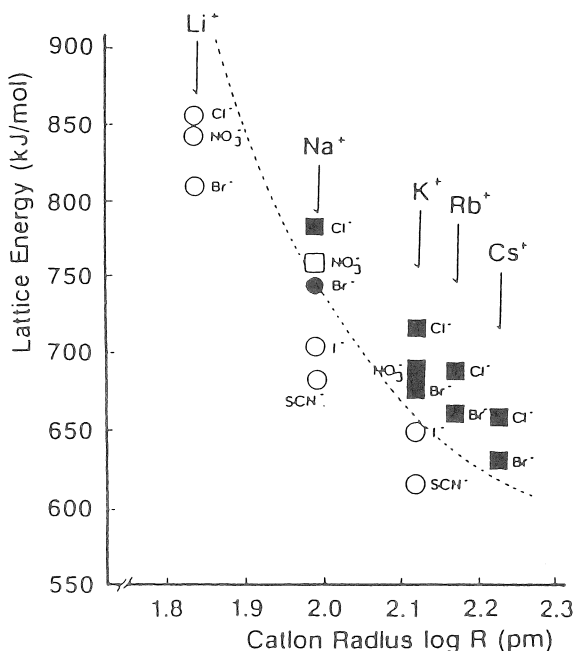 Lattice Energy (kJ/mol)
900
850
800
750
700
650
600
550
Li+
Cl-
NO3-
Br-
Na+
Cl-
NO3-
Br-
I-
SCN-
K+
Cl-
NO3-
Br-
I-
SCN-
Rb+
Cl-
Br-
Cs+
Cl-
Br-
1.8 1.9 2.0 2.1 2.2 2.3
Cation Radius log R (pm)